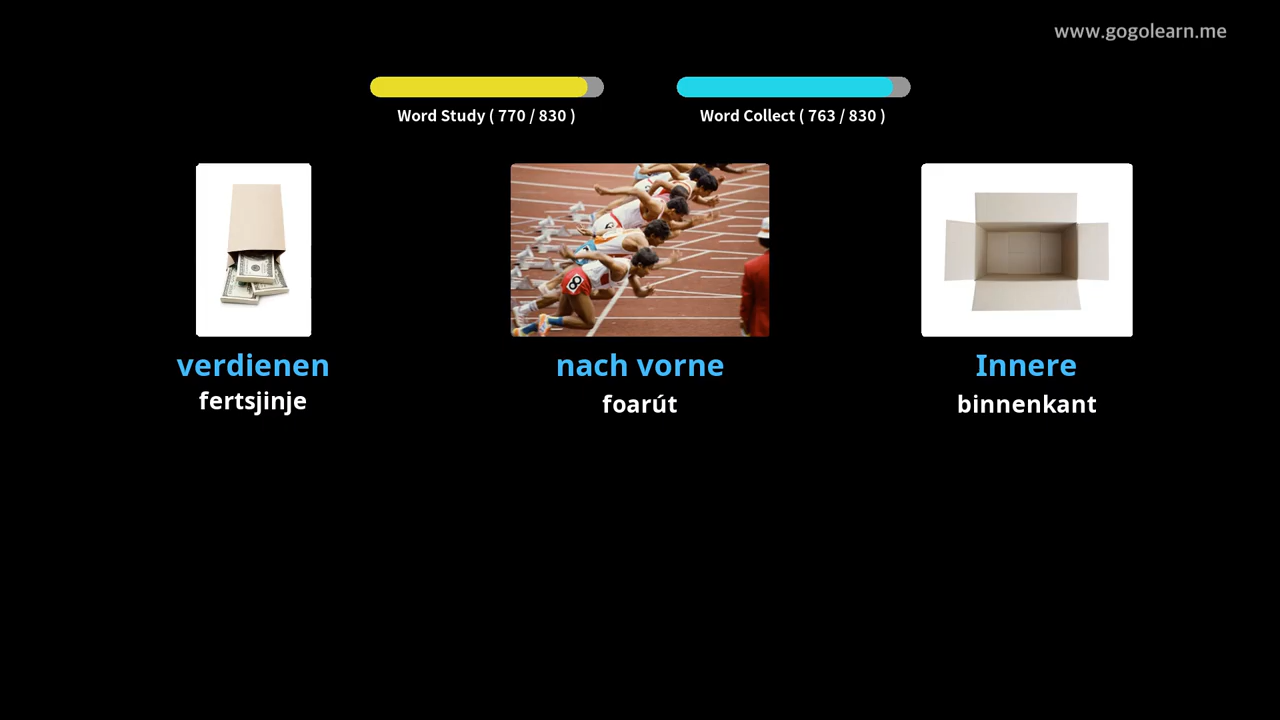 www.gogolearn.me
Word Study ( 770 / 830 )
Word Collect ( 763 / 830 )
verdienen
fertsjinje
nach vorne
foarút
Innere
binnenkant